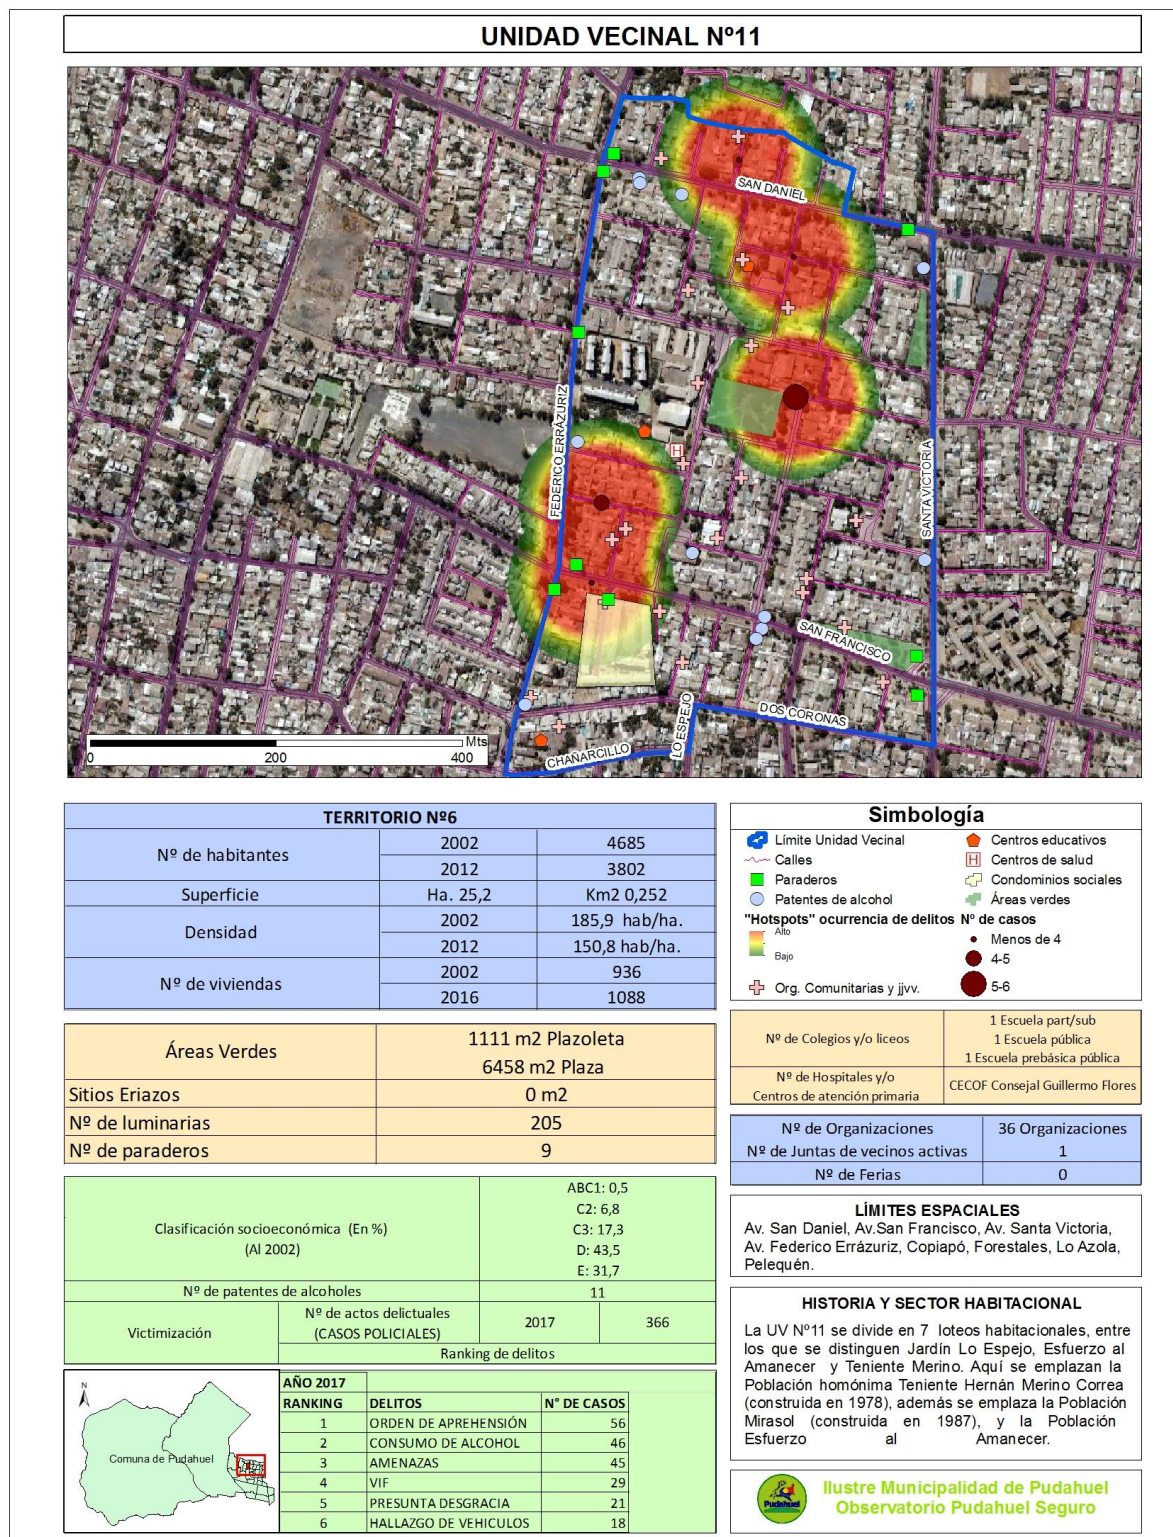 UNIDAD VECINAL Nº11
SAN DANIEL
FEDERICO ERRÁZURIZ
SANTA VICTORIA
SAN FRANCISCO
DOS CORONAS
LO ESPEJO
CHAÑARCILLO
Mts
0 200 400
TERRITORIO Nº6
Nº de habitantes 2002 4685
2012 3802
Superficie Ha. 25,2 Km2 0,252
Densidad 2002 185,9 hab/ha.
2012 150,8 hab/ha.
Nº de viviendas 2002 936
2016 1088
Áreas Verdes 1111 m2 Plazoleta
6458 m2 Plaza
Sitios Eriazos 0 m2
Nº de luminarias 205
Nº de paraderos 9
Clasificación socioeconómica (En %)
(Al 2002)
ABC1: 0,5
C2: 6,8
C3: 17,3
D: 43,5
E: 31,7
Nº de patentes de alcoholes 11
Victimización Nº de actos delictuales
(CASOS POLICIALES) 2017 366
Ranking de delitos
N
Comuna de Pudahuel
AÑO 2017
RANKING DELITOS N° DE CASOS
1 ORDEN DE APREHENSIÓN 56
2 CONSUMO DE ALCOHOL 46
3 AMENAZAS 45
4 VIF 29
5 PRESUNTA DESGRACIA 21
6 HALLAZGO DE VEHICULOS 18
Simbología
Límite Unidad Vecinal
Calles
Paraderos
Patentes de alcohol
Centros educativos
H Centros de salud
Condominios sociales
Áreas verdes
"Hotspots" ocurrencia de delitos
Alto
Bajo
Org. Comunitarias y jjvv.
Nº de casos
Menos de 4
4-5
5-6
Nº de Colegios y/o liceos
1 Escuela part/sub
1 Escuela pública
1 Escuela prebásica pública
Nº de Hospitales y/o
Centros de atención primaria
CECOF Consejal Guillermo Flores
Nº de Organizaciones 36 Organizaciones
Nº de Juntas de vecinos activas 1
Nº de Ferias 0
LÍMITES ESPACIALES
Av. San Daniel, Av.San Francisco, Av. Santa Victoria,
Av. Federico Errázuriz, Copiapó, Forestales, Lo Azola,
Pelequén.
HISTORIA Y SECTOR HABITACIONAL
La UV Nº11 se divide en 7 loteos habitacionales, entre
los que se distinguen Jardín Lo Espejo, Esfuerzo al
Amanecer y Teniente Merino. Aquí se emplazan la
Población homónima Teniente Hernán Merino Correa
(construida en 1978), además se emplaza la Población
Mirasol (construida en 1987), y la Población
Esfuerzo al Amanecer.
Pudahuel
Ilustre Municipalidad de Pudahuel
Observatorio Pudahuel Seguro